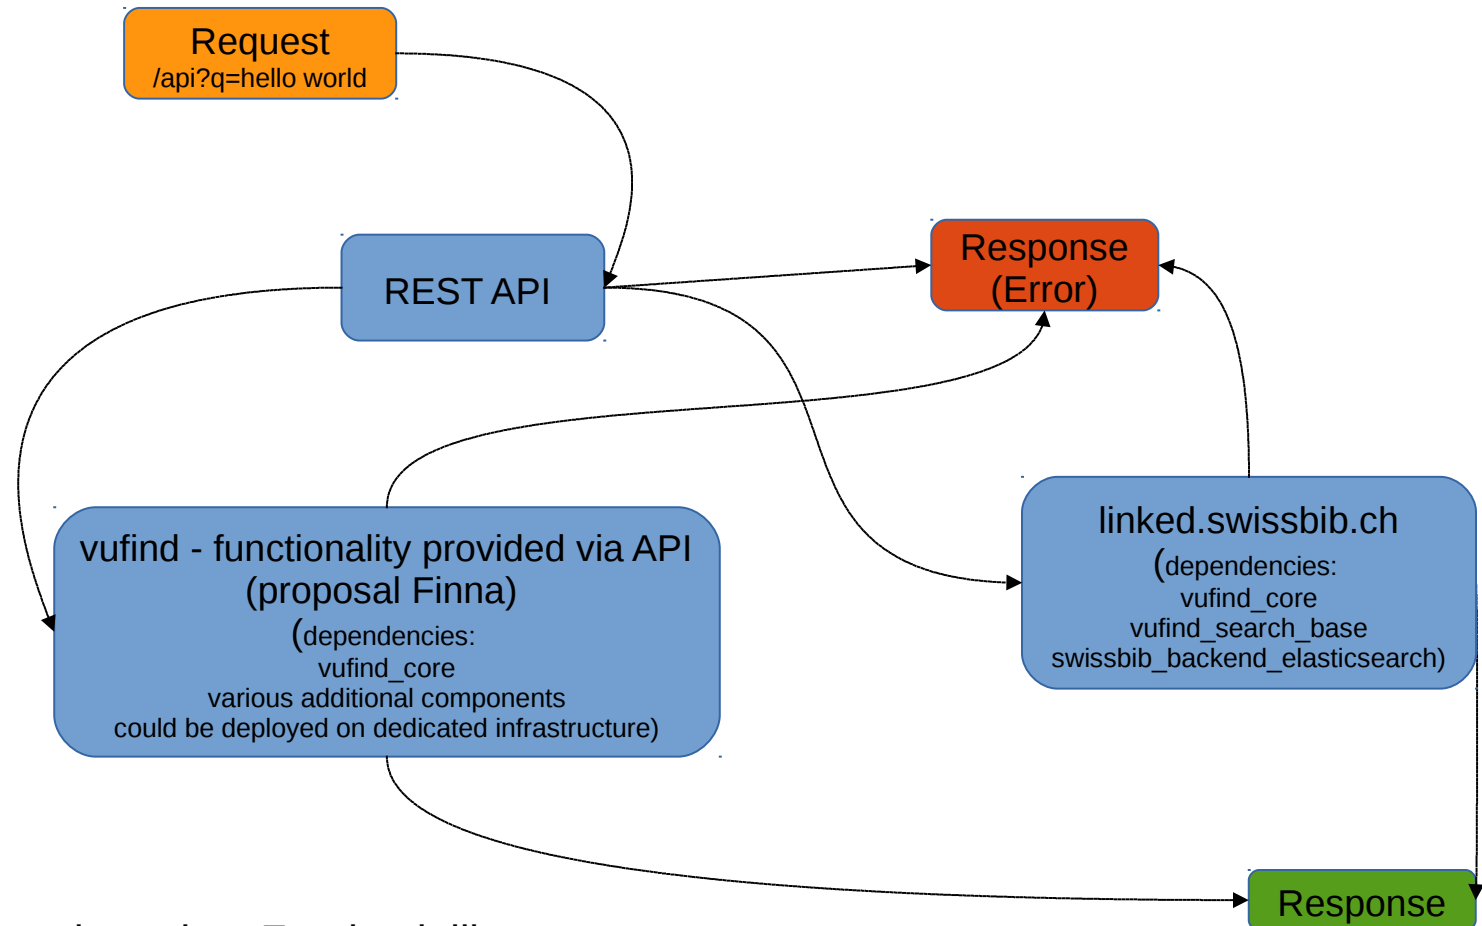 Request
/api?q=hello world
REST API
Response
(Error)
vufind - functionality provided via API
(proposal Finna)
(dependencies:
vufind_core
various additional components
could be deployed on dedicated infrastructure)
linked.swissbib.ch
(dependencies:
vufind_core
vufind_search_base
swissbib_backend_elasticsearch)
Response